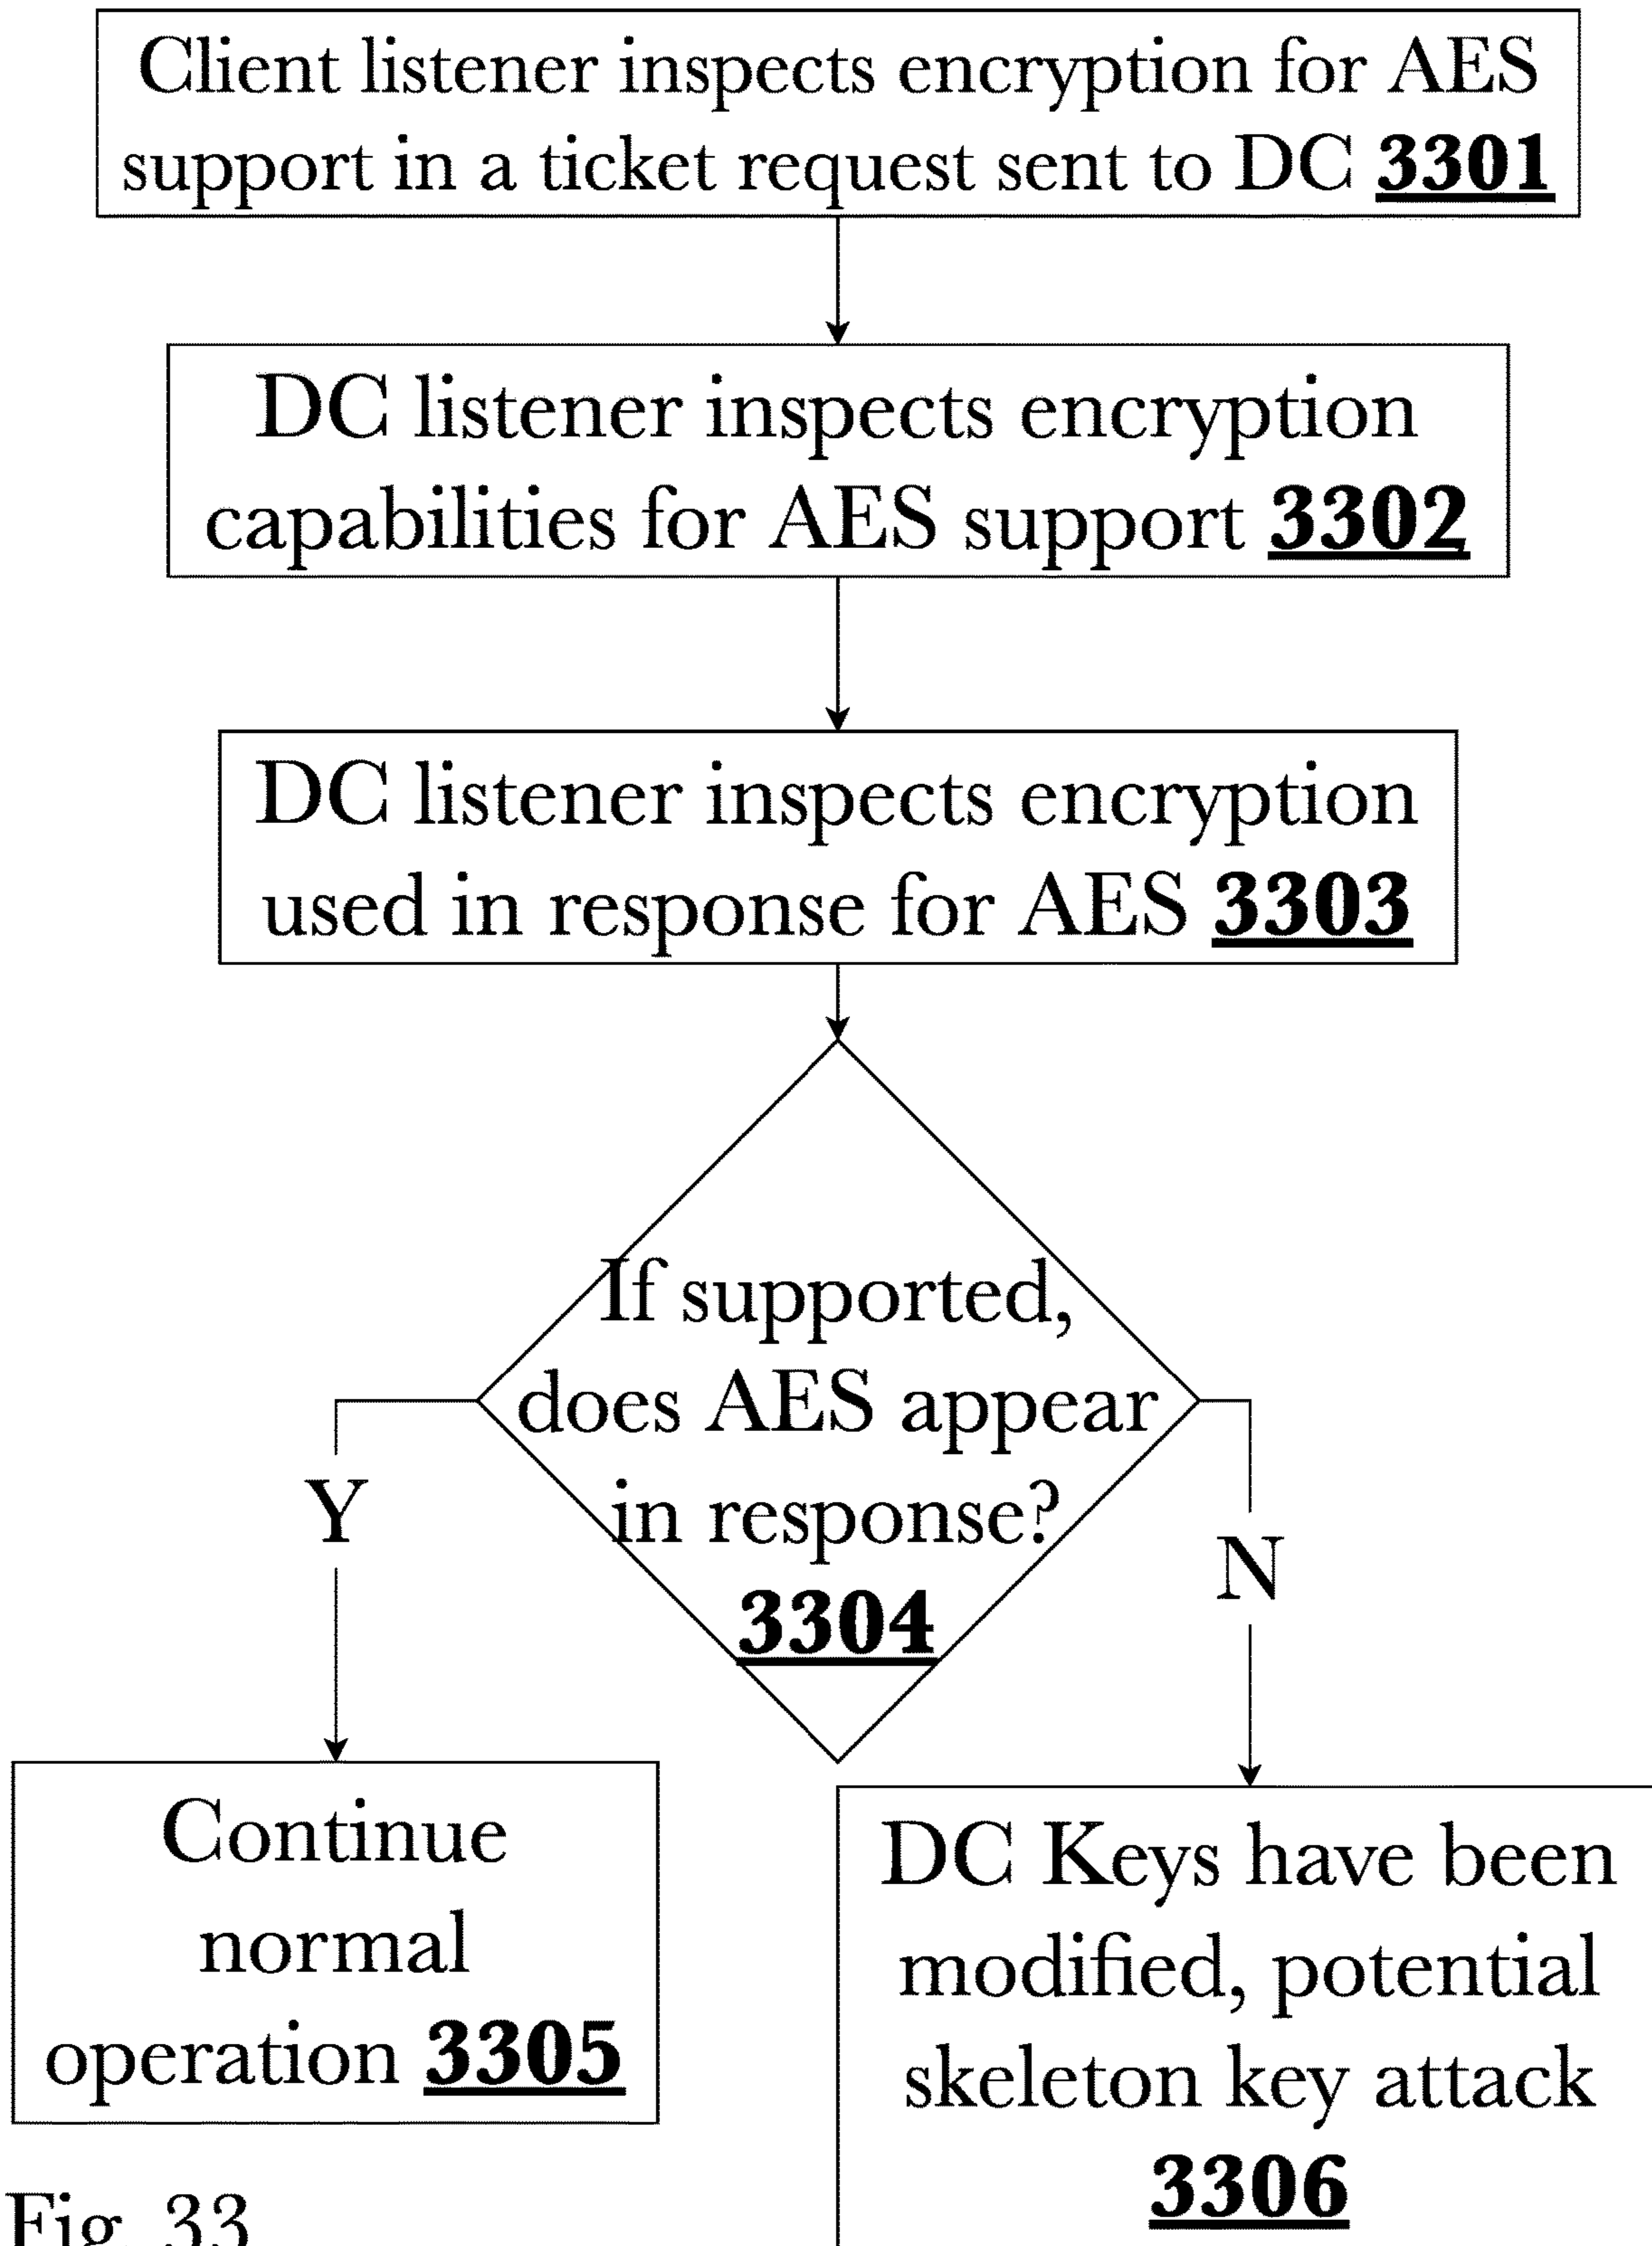 Client listener inspects encryption for AES
support in a ticket request sent to DC 3301
DC listener inspects encryption
capabilities for AES support 3302
DC listener inspects encryption
used in response for AES 3303
If supported,
does AES appear
in response?
3304
Y
N
Continue
normal
operation 3305
DC Keys have been
modified, potential
skeleton key attack
3306
Fig. 33